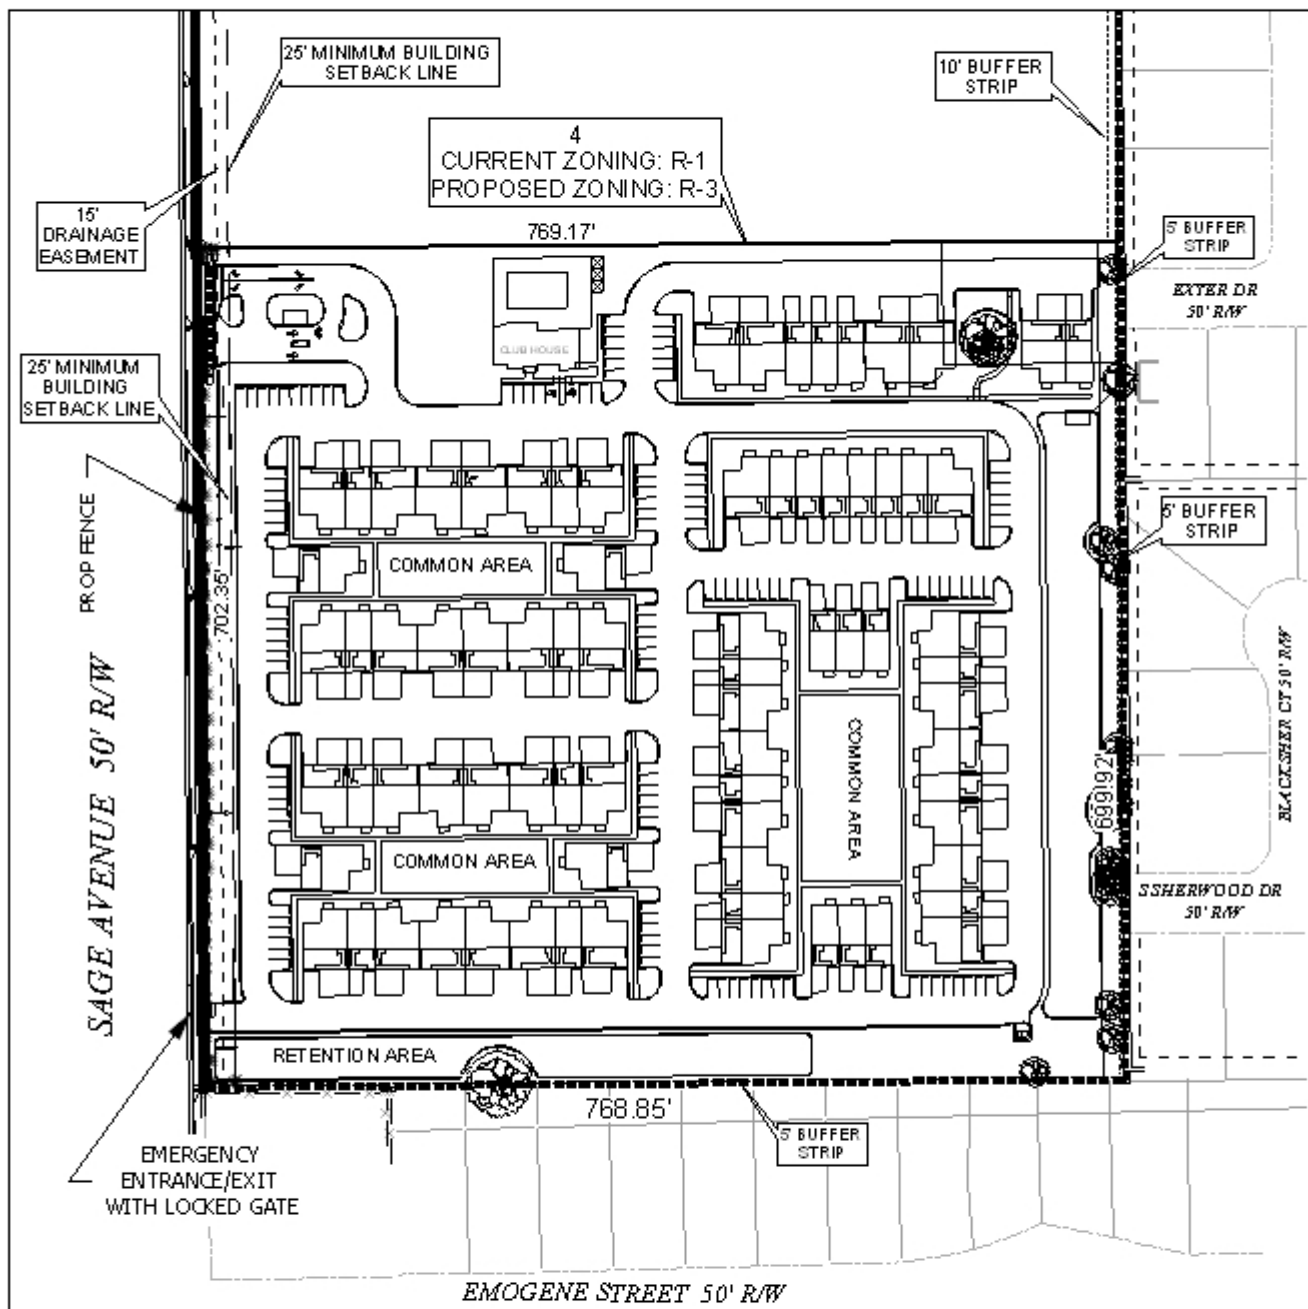 25' MINIMUM BUILDING
SETBACK LINE
10' BUFFER
STRIP
4
CURRENT ZONING: R-1
PROPOSED ZONING: R-3
15'
DRAINAGE
EASEMENT
769.17'
5' BUFFER
STRIP
EXTER DR
50' R/W
CLUB HOUSE
25' MINIMUM
BUILDING
SETBACK LINE
PROP FENCE
5' BUFFER
STRIP
COMMON AREA
702.35'
SAGE AVENUE 50' R/W
COMMON AREA
BLACKSHER CT 50' R/W
699.92'
COMMON AREA
SSHERWOOD DR
50' R/W
RETENTION AREA
768.85'
5' BUFFER
STRIP
EMERGENCY
ENTRANCE/EXIT
WITH LOCKED GATE
EMOGENE STREET 50' R/W